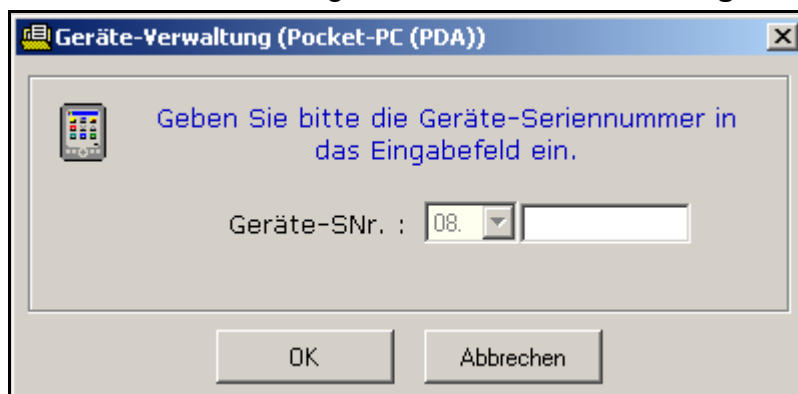 Geräte-Verwaltung (Pocket-PC (PDA))
Geben Sie bitte die Geräte-Seriennummer in
das Eingabefeld ein.
Geräte-SNr. : 08.
OK Abbrechen